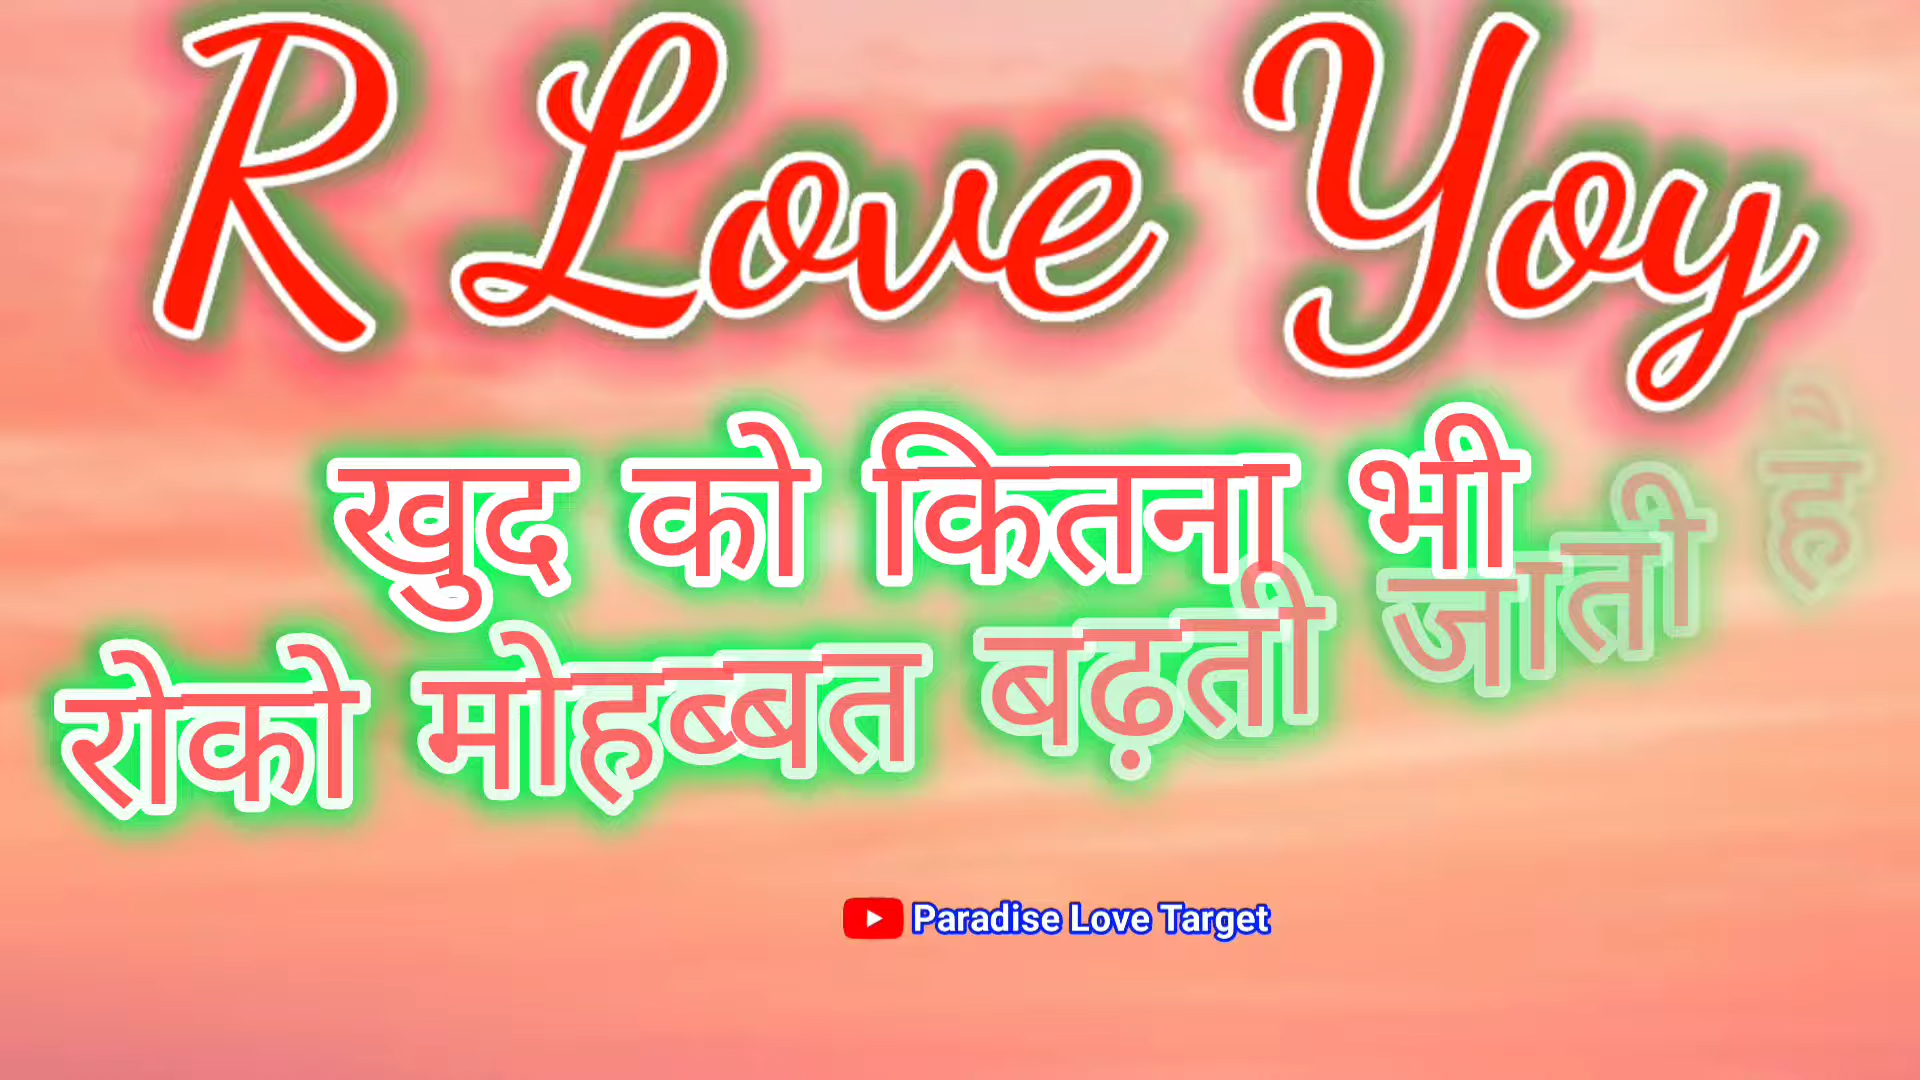 R Love Yoy
खुद को कितना भी
रोको मोहब्बत बढ़ती जाती है
Paradise Love Target